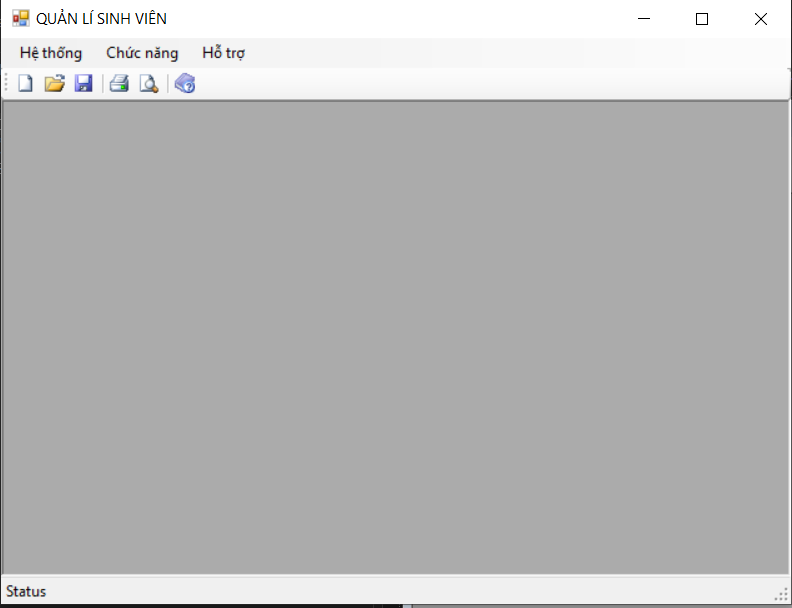 QUẢN LÍ SINH VIÊN
Hệ thống Chức năng Hỗ trợ
Status